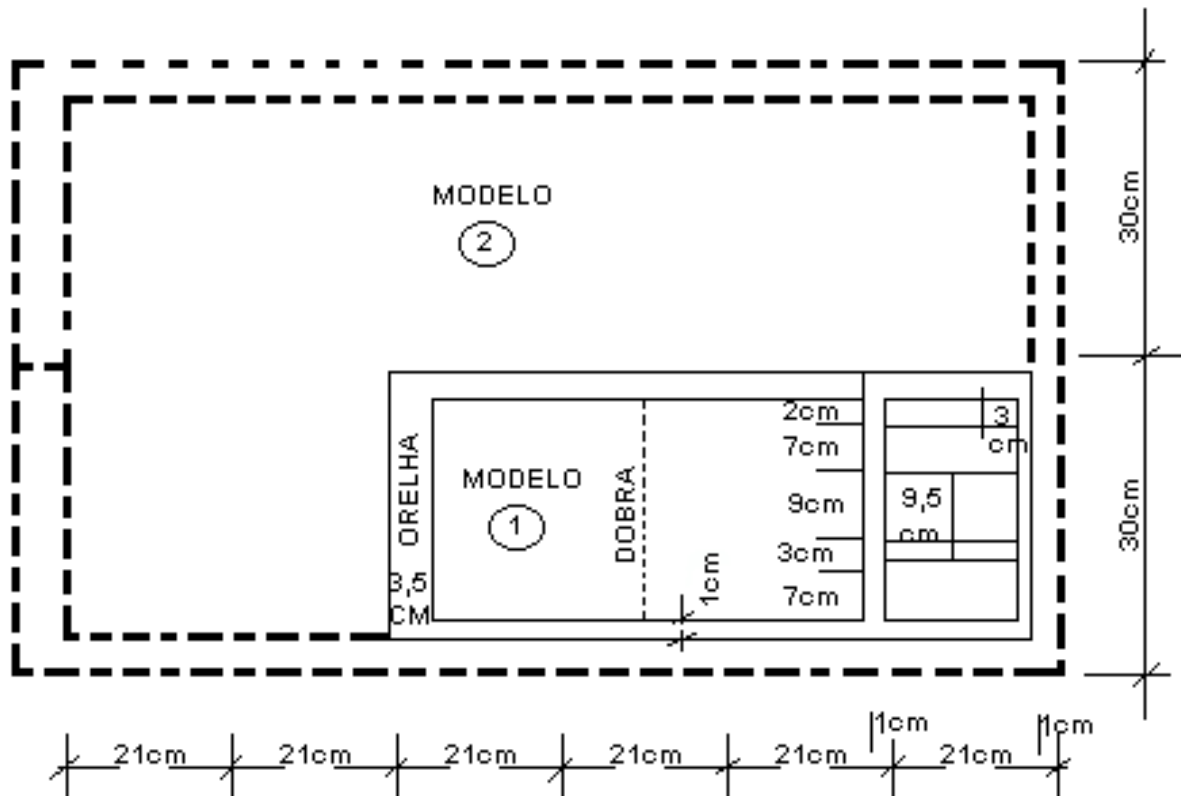 30cm
MODELO
2
ORELHA
3,5
CM
MODELO
1
DOBRA
1cm
2cm
7cm
9cm
3cm
7cm
3
cm
9,5
cm
30cm
21cm
21cm
21cm
21cm
21cm
1cm
21cm
1cm